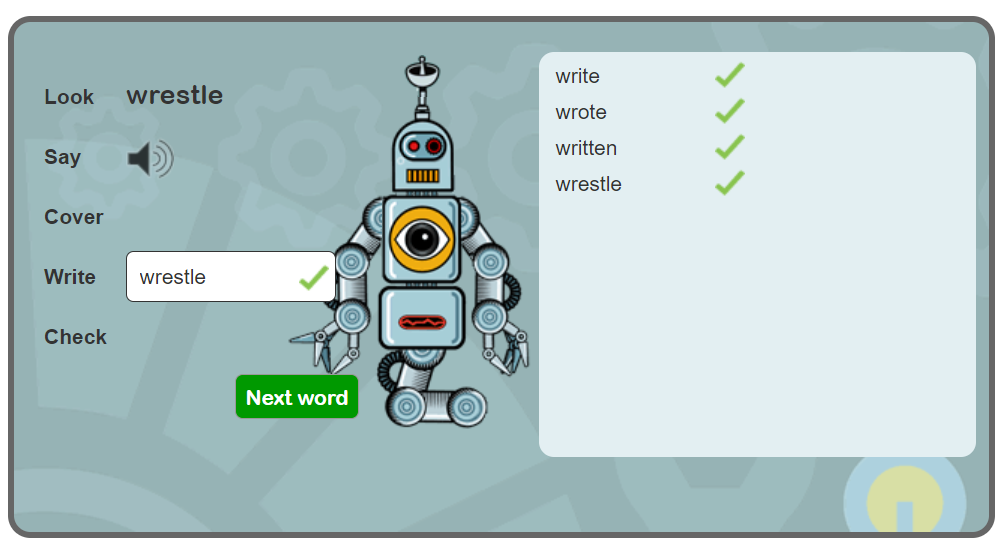 Look wrestle
Say
Cover
Write wrestle
Check
Next word
write
wrote
written
wrestle